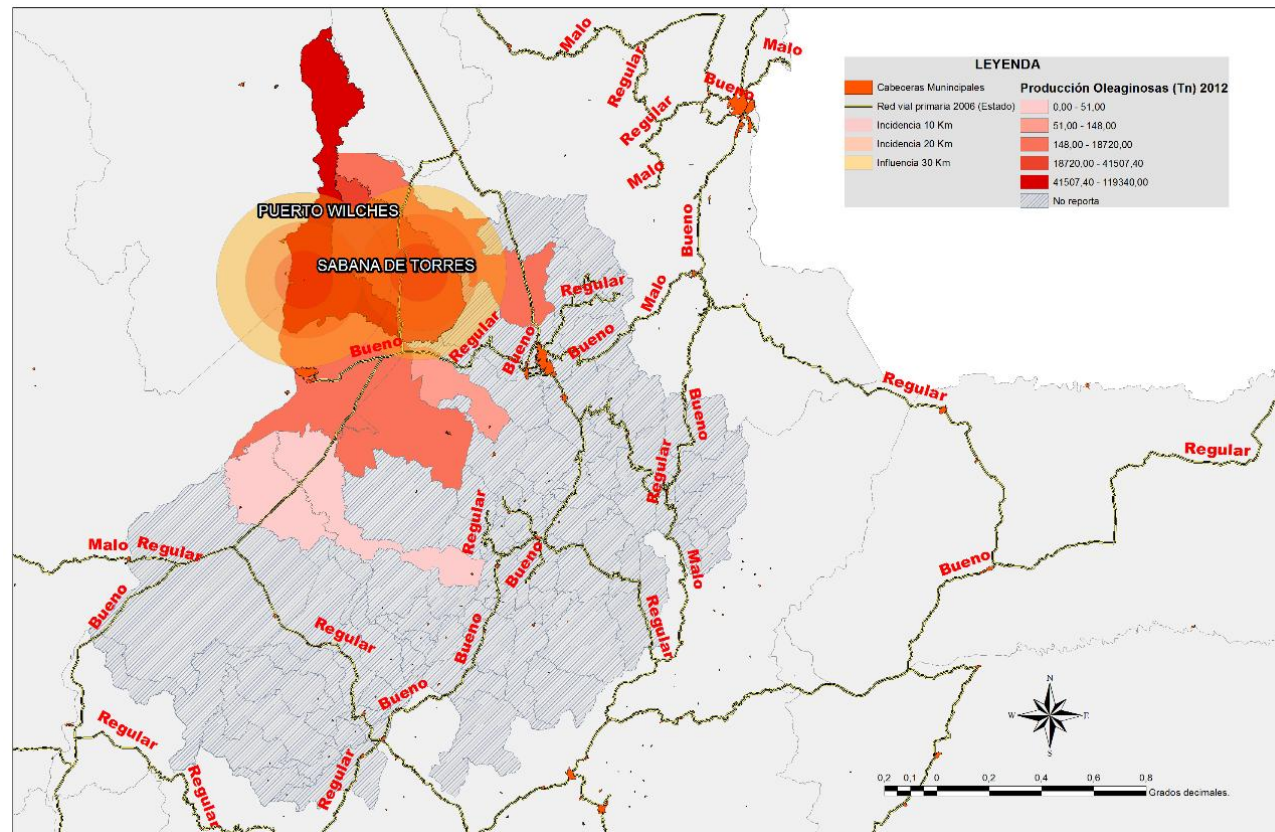 Malo
Malo
Regular
Bueno
Regular
Malo
LEYENDA
Cabeceras Muninicipales
Red vial primaria 2006 (Estado)
Incidencia 10 Km
Incidencia 20 Km
Influencia 30 Km
Producción Oleaginosas (Tn) 2012
0,00 - 51,00
51,00 - 148,00
148,00 - 18720,00
18720,00 - 41507,40
41507,40 - 119340,00
No reporta
PUERTO WILCHES
SABANA DE TORRES
Bueno
Regular
Malo
Bueno
Regular
Bueno
Bueno
Regular
Bueno
Regular
Regular
Regular
Malo
Regular
Bueno
Malo
Bueno
Bueno
Regular
Bueno
Regular
Bueno
Regular
Regular
Regular
N
W
E
S
0,2
0,1
0
0,2
0,4
0,6
0,8
Grados decimales.